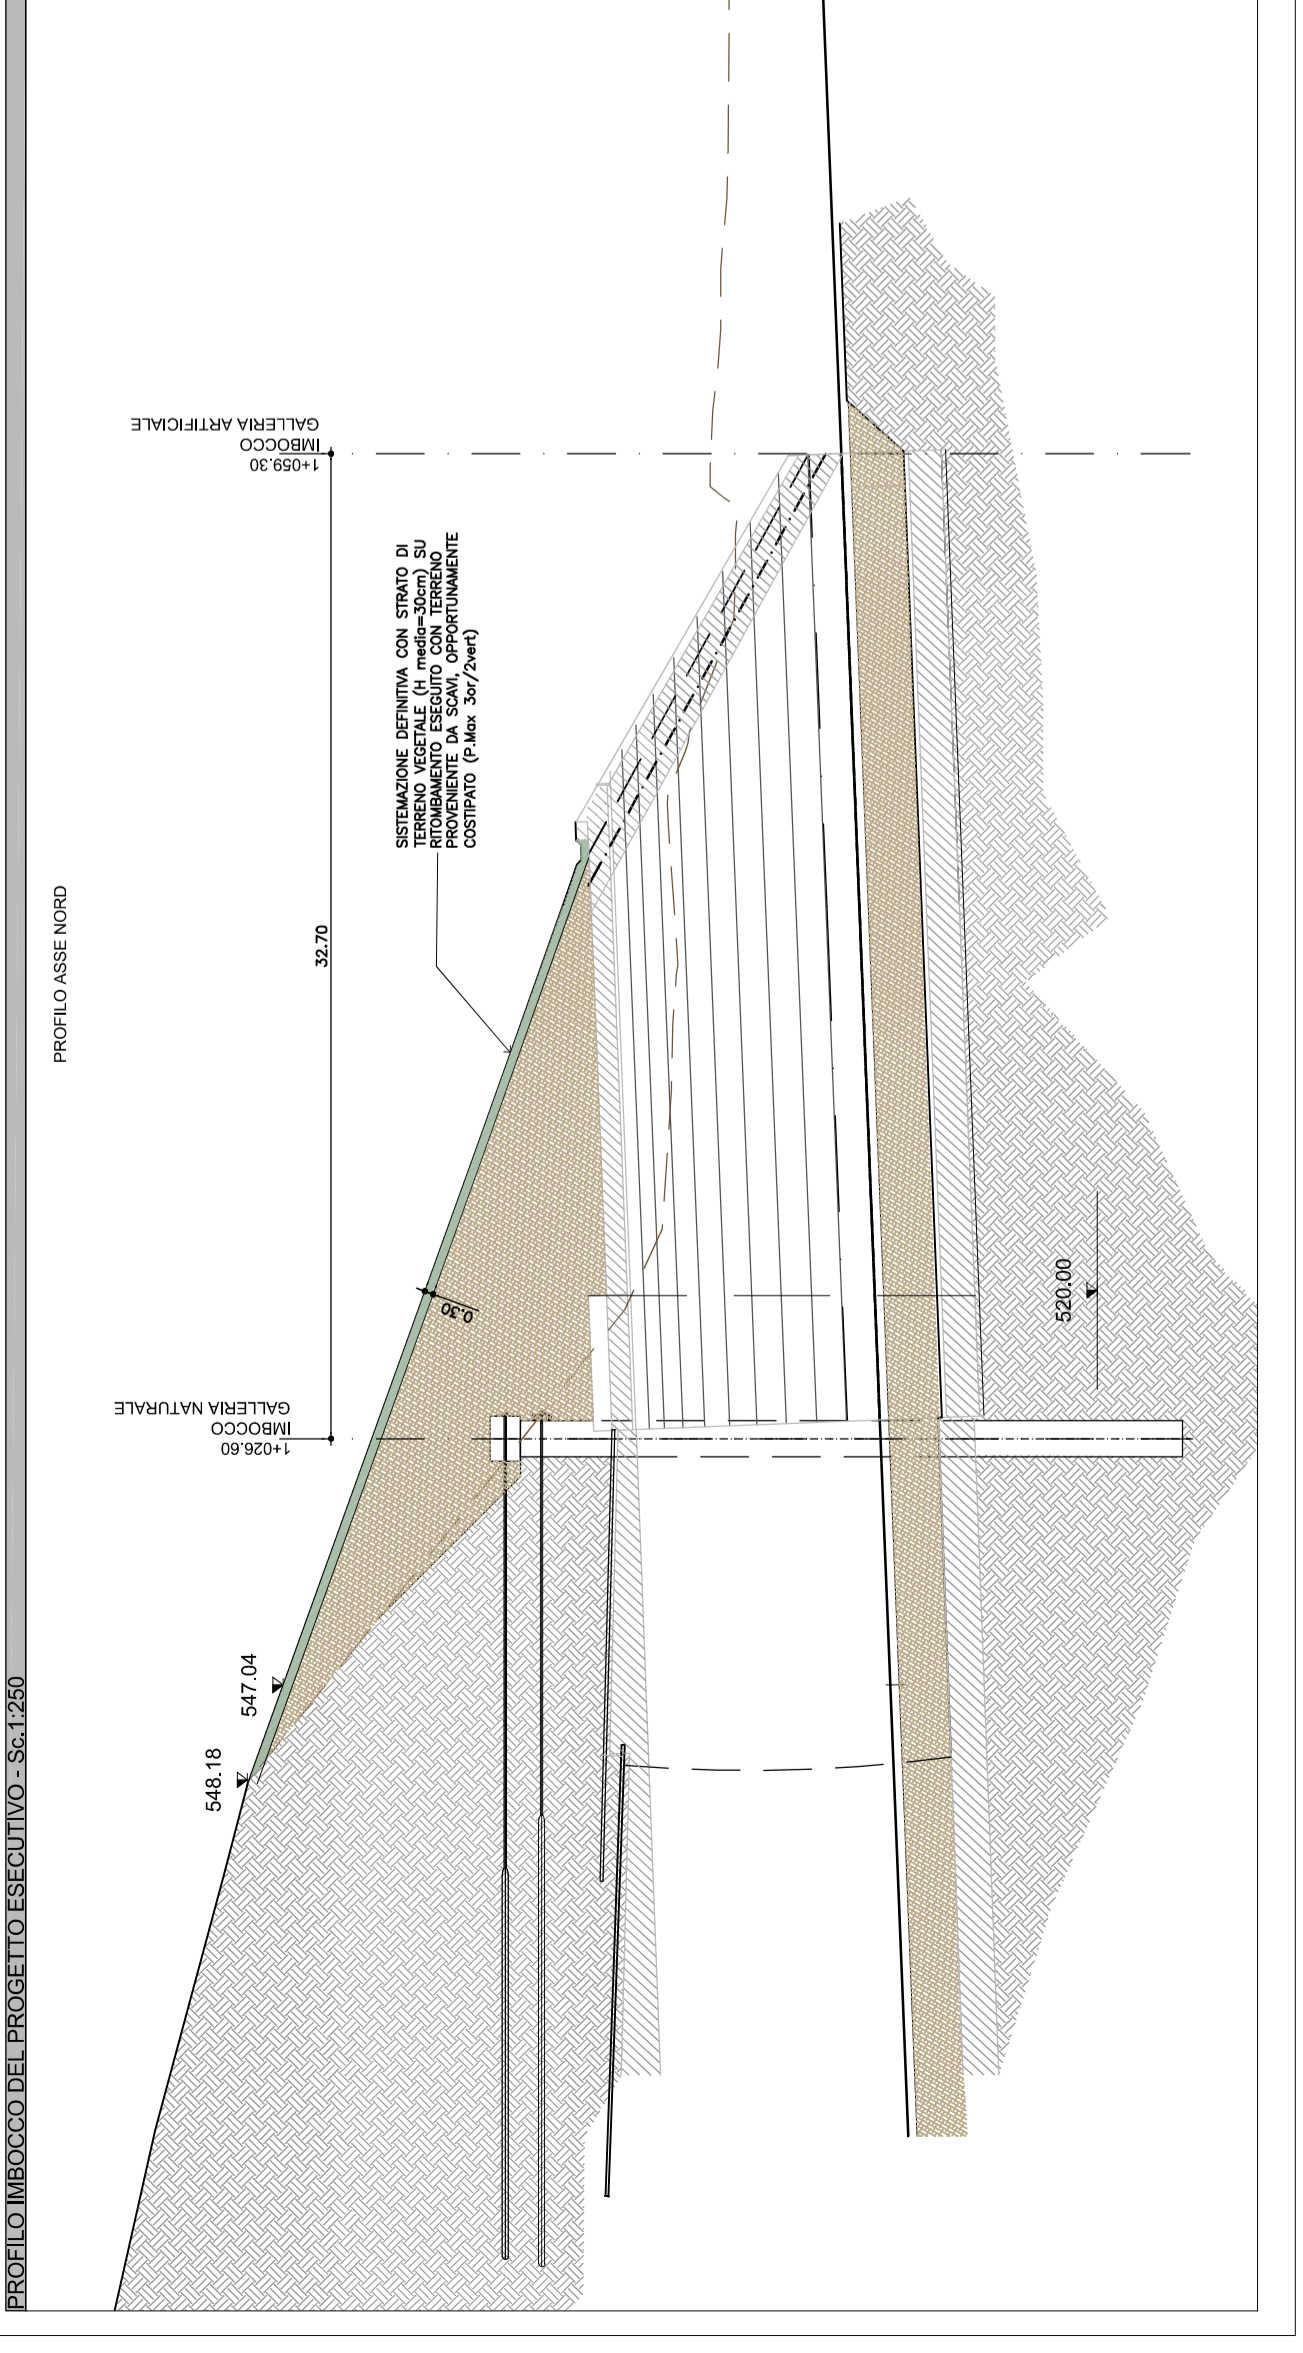 PROFILO IMBOCCO DEL PROGETTO ESECUTIVO - Sc.1:250
PROFILO ASSE NORD
1+026.60
IMBOCCO
GALLERIA NATURALE
32.70
1+059.30
IMBOCCO
GALLERIA ARTIFICIALE
SISTEMAZIONE DEFINITIVA CON STRATO DI
TERRENO VEGETALE (H media=30cm) SU
RITOMBAMENTO ESEGUITO CON TERRENO
PROVENIENTE DA SCAVI, OPPORTUNAMENTE
COSTIPATO (P.Max 3or/2vert)
548.18
547.04
0.30
520.00